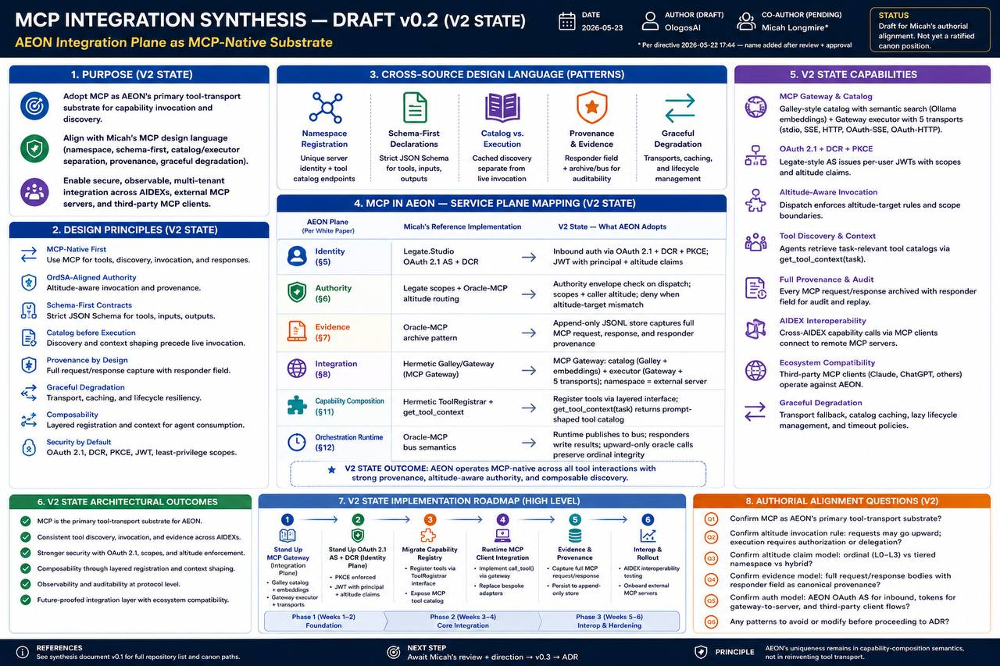 MCP INTEGRATION SYNTHESIS — DRAFT v0.2 (V2 STATE)
AEON Integration Plane as MCP-Native Substrate
DATE
2026-05-23
AUTHOR (DRAFT)
OlogosAI
CO-AUTHOR (PENDING)
Micah Longmire*
* Per directive 2026-05-22 17:44 — name added after review + approval
STATUS
Draft for Micah's authorial
alignment. Not yet a ratified
canon position.
1. PURPOSE (V2 STATE)
Adopt MCP as AEON's primary tool-transport
substrate for capability invocation and
discovery.
Align with Micah's MCP design language
(namespace, schema-first, catalog/executor
separation, provenance, graceful degradation).
Enable secure, observable, multi-tenant
integration across AIDEXs, external MCP
servers, and third-party MCP clients.
2. DESIGN PRINCIPLES (V2 STATE)
MCP-Native First
Use MCP for tools, discovery, invocation, and responses.
OrdSA-Aligned Authority
Altitude-aware invocation and provenance.
Schema-First Contracts
Strict JSON Schema for tools, inputs, outputs.
Catalog before Execution
Discovery and context shaping precede live invocation.
Provenance by Design
Full request/response capture with responder field.
Graceful Degradation
Transport, caching, and lifecycle resiliency.
Composability
Layered registration and context for agent consumption.
Security by Default
OAuth 2.1, DCR, PKCE, JWT, least-privilege scopes.
3. CROSS-SOURCE DESIGN LANGUAGE (PATTERNS)
Namespace
Registration
Unique server
identity + tool
catalog endpoints
Schema-First
Declarations
Strict JSON Schema
for tools, inputs,
outputs
Catalog vs.
Execution
Cached discovery
separate from
live invocation
Provenance
& Evidence
Responder field
+ archive/bus for
auditability
Graceful
Degradation
Transports, caching,
and lifecycle
management
4. MCP IN AEON — SERVICE PLANE MAPPING (V2 STATE)
AEON Plane
(Per White Paper)
Micah's Reference Implementation
V2 State — What AEON Adopts
Identity
(§5)
Legate.Studio
OAuth 2.1 AS + DCR
Inbound auth via OAuth 2.1 + DCR + PKCE;
JWT with principal + altitude claims
Authority
(§6)
Legate scopes + Oracle-MCP
altitude routing
Authority envelope check on dispatch;
scopes + caller altitude; deny when
altitude-target mismatch
Evidence
(§7)
Oracle-MCP
archive pattern
Append-only JSONL store captures full
MCP request, response, and responder
provenance
Integration
(§8)
Hermetic Galley/Gateway
(MCP Gateway)
MCP Gateway: catalog (Galley +
embeddings) + executor (Gateway +
5 transports); namespace = external server
Capability Composition
(§11)
Hermetic ToolRegistrar +
get_tool_context
Register tools via layered interface;
get_tool_context(task) returns prompt-
shaped tool catalog
Orchestration Runtime
(§12)
Oracle-MCP
bus semantics
Runtime publishes to bus; responders
write results; upward-only oracle calls
preserve ordinal integrity
V2 STATE OUTCOME: AEON operates MCP-native across all tool interactions with
strong provenance, altitude-aware authority, and composable discovery.
5. V2 STATE CAPABILITIES
MCP Gateway & Catalog
Galley-style catalog with semantic search (Ollama
embeddings) + Gateway executor with 5 transports
(stdio, SSE, HTTP, OAuth-SSE, OAuth-HTTP).
OAuth 2.1 + DCR + PKCE
Legate-style AS issues per-user JWTs with scopes
and altitude claims.
Altitude-Aware Invocation
Dispatch enforces altitude-target rules and scope
boundaries.
Tool Discovery & Context
Agents retrieve task-relevant tool catalogs via
get_tool_context(task).
Full Provenance & Audit
Every MCP request/response archived with responder
field for audit and replay.
AIDEX Interoperability
Cross-AIDEX capability calls via MCP clients
connect to remote MCP servers.
Ecosystem Compatibility
Third-party MCP clients (Claude, ChatGPT, others)
operate against AEON.
Graceful Degradation
Transport fallback, catalog caching, lazy lifecycle
management, and timeout policies.
6. V2 STATE ARCHITECTURAL OUTCOMES
MCP is the primary tool-transport substrate for AEON.
Consistent tool discovery, invocation, and evidence across AIDEXs.
Stronger security with OAuth 2.1, scopes, and altitude enforcement.
Composability through layered registration and context shaping.
Observability and auditability at protocol level.
Future-proofed integration layer with ecosystem compatibility.
7. V2 STATE IMPLEMENTATION ROADMAP (HIGH LEVEL)
1
Stand Up
MCP Gateway
(Integration
Plane)
• Galley catalog
+ embeddings
• Gateway executor
+ transports
2
Stand Up OAuth 2.1
AS + DCR (Identity
Plane)
• PKCE enforced
• JWT with principal
+ altitude claims
3
Migrate Capability
Registry
• Register tools via
ToolRegistrar
interface
• Expose MCP
tool catalog
4
Runtime MCP
Client Integration
• Implement call_tool()
via gateway
• Replace bespoke
adapters
5
Evidence &
Provenance
• Capture full MCP
request/response
• Persist to append-
only store
6
Interop &
Rollout
• AIDEX interoperability
testing
• Onboard external
MCP servers
Phase 1 (Weeks 1–2)
Foundation
Phase 2 (Weeks 3–4)
Core Integration
Phase 3 (Weeks 5–6)
Interop & Hardening
8. AUTHORIAL ALIGNMENT QUESTIONS (V2)
Q1 Confirm MCP as AEON's primary tool-transport substrate?
Q2 Confirm altitude invocation rule: requests may go upward;
execution requires authorization or delegation?
Q3 Confirm altitude claim model: ordinal (L0–L3) vs tiered
namespace vs hybrid?
Q4 Confirm evidence model: full request/response bodies with
responder field as canonical provenance?
Q5 Confirm auth model: AEON OAuth AS for inbound, tokens for
gateway-to-server, and third-party client flows?
Q6 Any patterns to avoid or modify before proceeding to ADR?
REFERENCES
See synthesis document v0.1 for full repository list and canon paths.
NEXT STEP
Await Micah's review + direction → v0.3 → ADR
PRINCIPLE
AEON's uniqueness remains in capability-composition semantics,
not in reinventing tool transport.